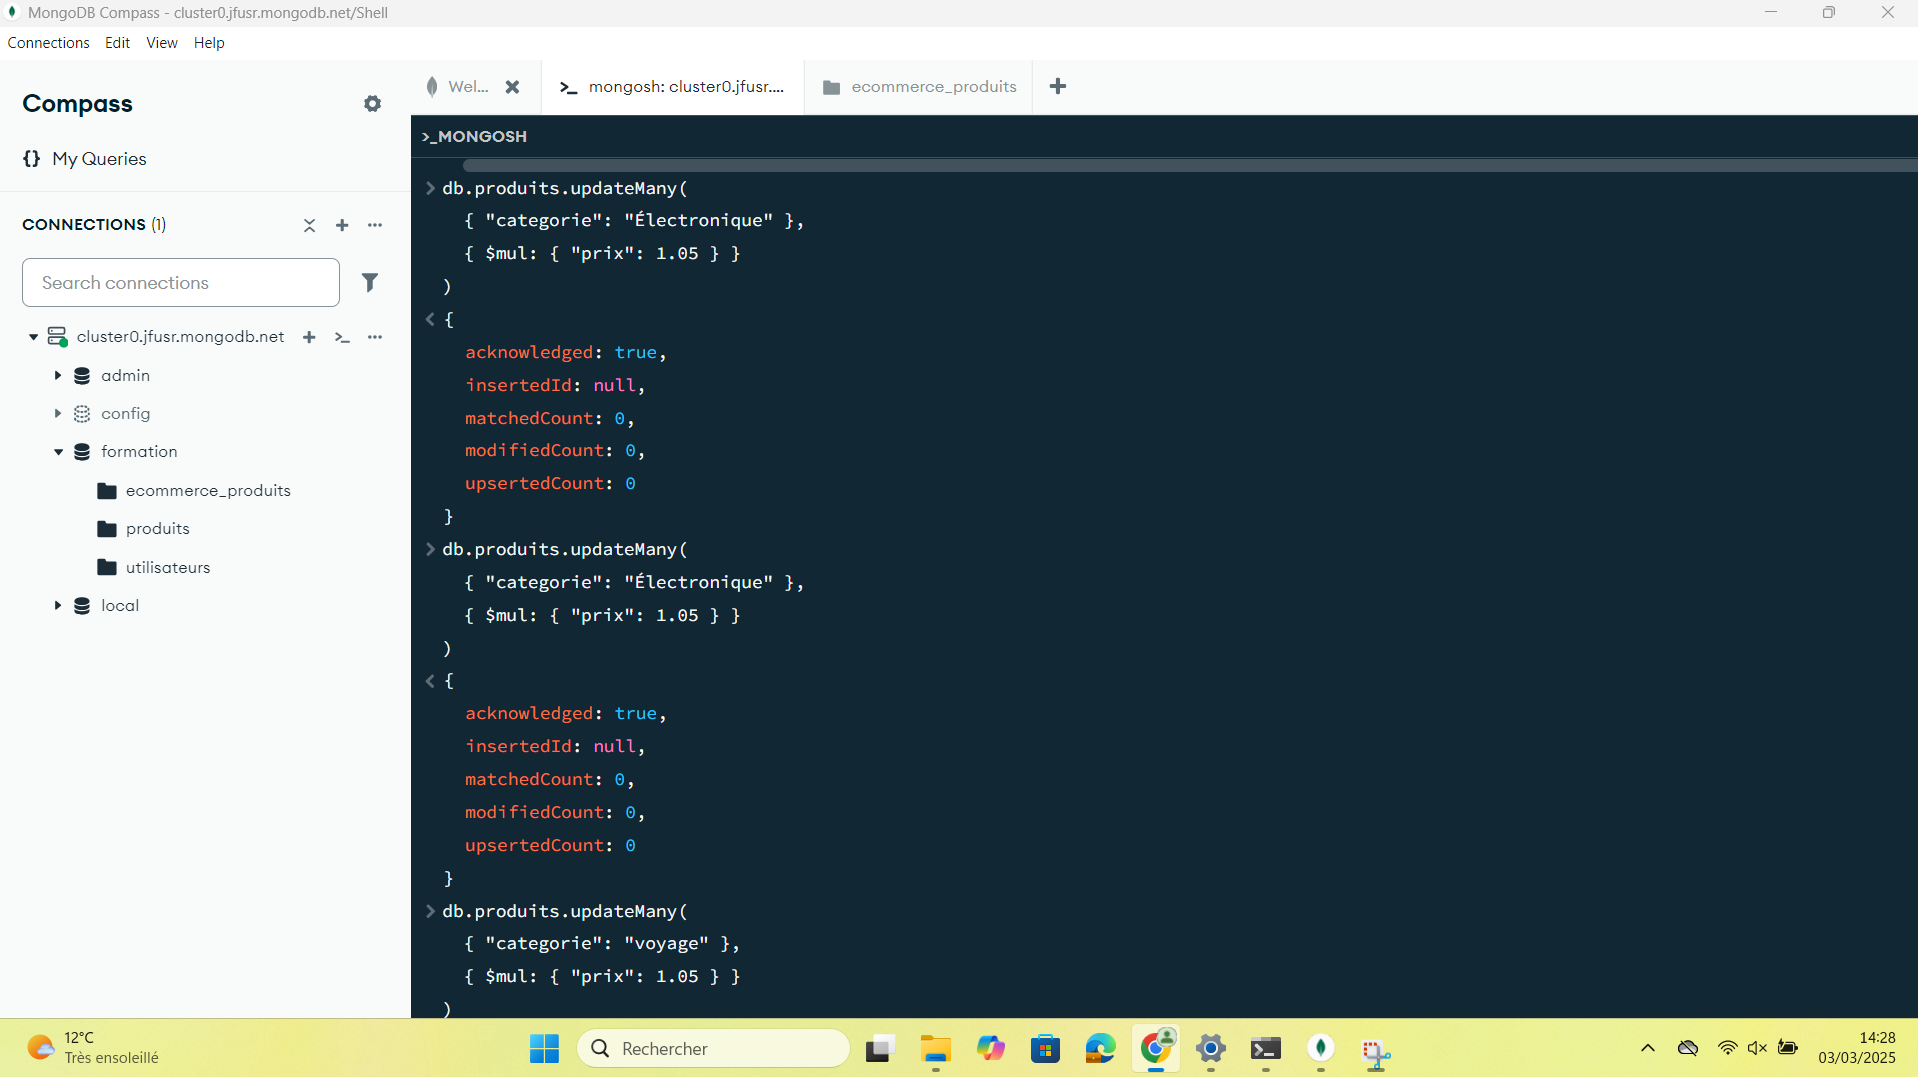 MongoDB Compass - cluster0.jfusr.mongodb.net/Shell
Connections Edit View Help
Compass
{} My Queries
CONNECTIONS (1)
Search connections
cluster0.jfusr.mongodb.net
admin
config
formation
ecommerce_produits
produits
utilisateurs
local
Wel...
>_ mongosh: cluster0.jfusr....
ecommerce_produits
>_MONGOSH
> db.produits.updateMany(
{ "categorie": "Électronique" },
{ $mul: { "prix": 1.05 } }
)
< {
acknowledged: true,
insertedId: null,
matchedCount: 0,
modifiedCount: 0,
upsertedCount: 0
}
> db.produits.updateMany(
{ "categorie": "Électronique" },
{ $mul: { "prix": 1.05 } }
)
< {
acknowledged: true,
insertedId: null,
matchedCount: 0,
modifiedCount: 0,
upsertedCount: 0
}
> db.produits.updateMany(
{ "categorie": "voyage" },
{ $mul: { "prix": 1.05 } }
)
12°C
Très ensoleillé
Rechercher
14:28
03/03/2025